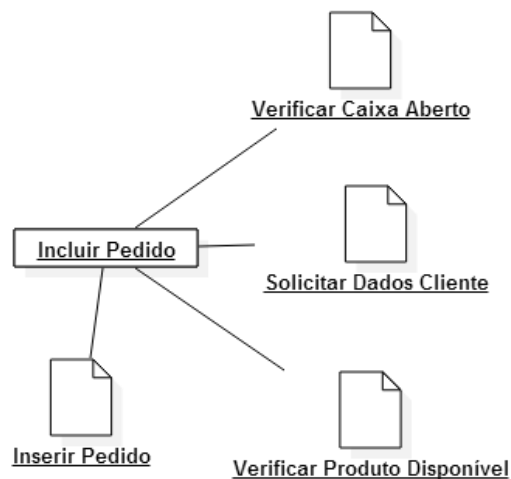 Verificar Caixa Aberto
Incluir Pedido
Solicitar Dados Cliente
Inserir Pedido
Verificar Produto Disponível